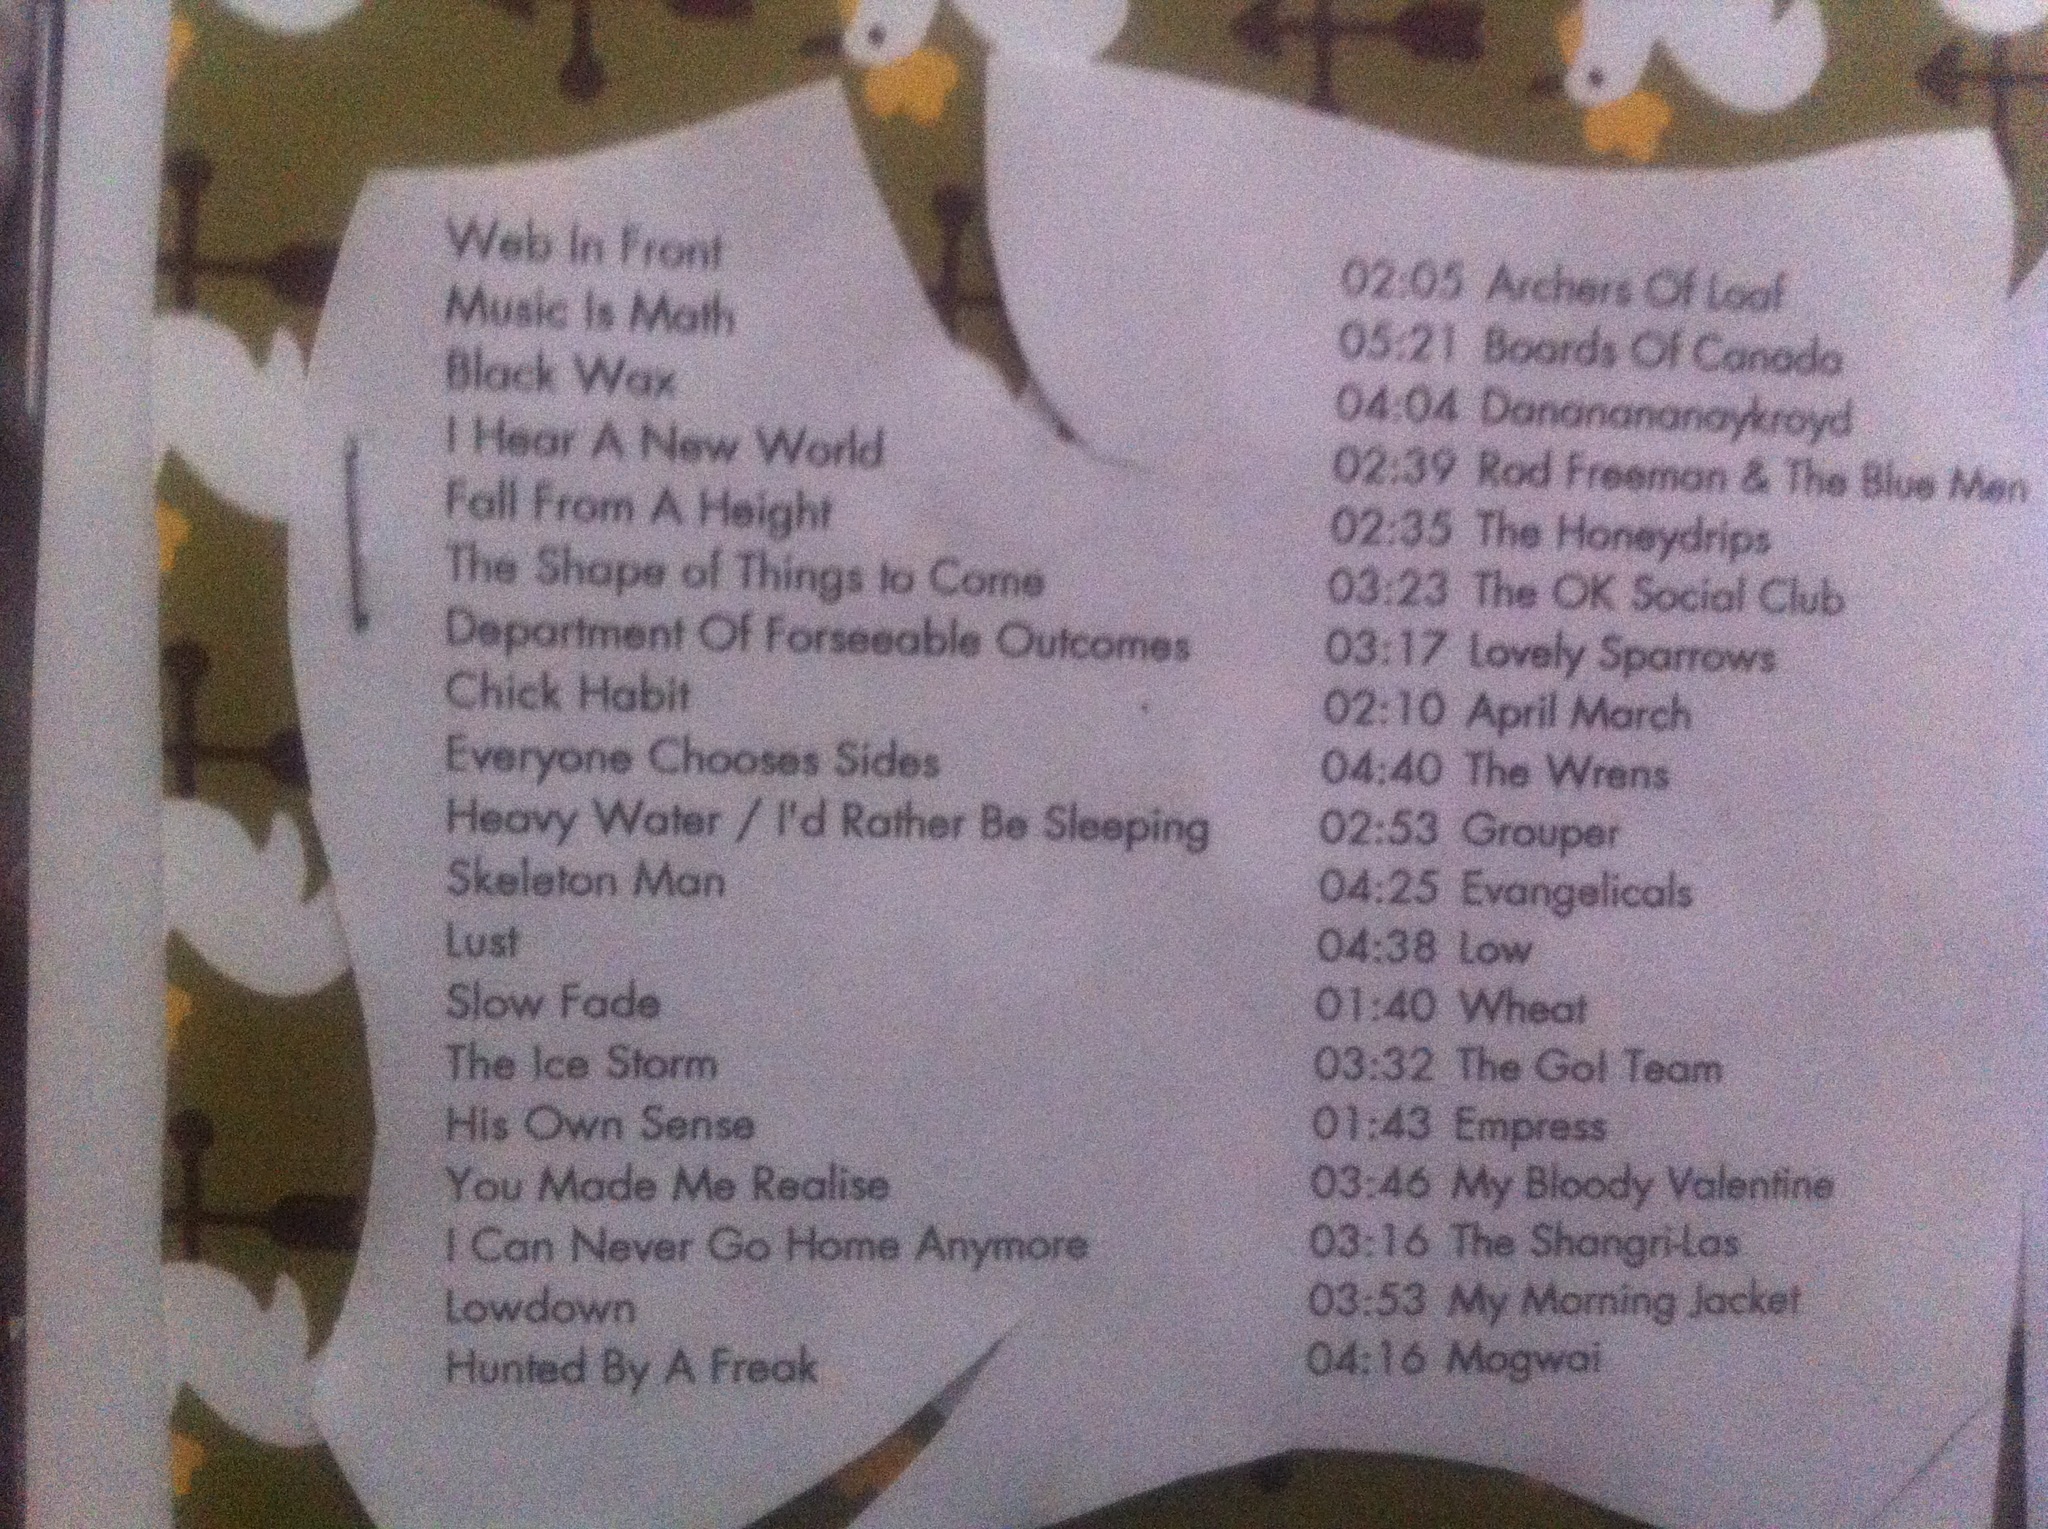 Web In Front 02:05 Archers Of Loaf
Music Is Math 05:21 Boards Of Canada
Black Wax 04:04 Dananananaykroyd
I Hear A New World 02:39 Rod Freeman & The Blue Men
Fall From A Height 02:35 The Honeydrips
The Shape of Things to Come 03:23 The OK Social Club
Department Of Forseeable Outcomes 03:17 Lovely Sparrows
Chick Habit 02:10 April March
Everyone Chooses Sides 04:40 The Wrens
Heavy Water / I'd Rather Be Sleeping 02:53 Grouper
Skeleton Man 04:25 Evangelicals
Lust 04:38 Low
Slow Fade 01:40 Wheat
The Ice Storm 03:32 The Go! Team
His Own Sense 01:43 Empress
You Made Me Realise 03:46 My Bloody Valentine
I Can Never Go Home Anymore 03:16 The Shangri-Las
Lowdown 03:53 My Morning Jacket
Hunted By A Freak 04:16 Mogwai